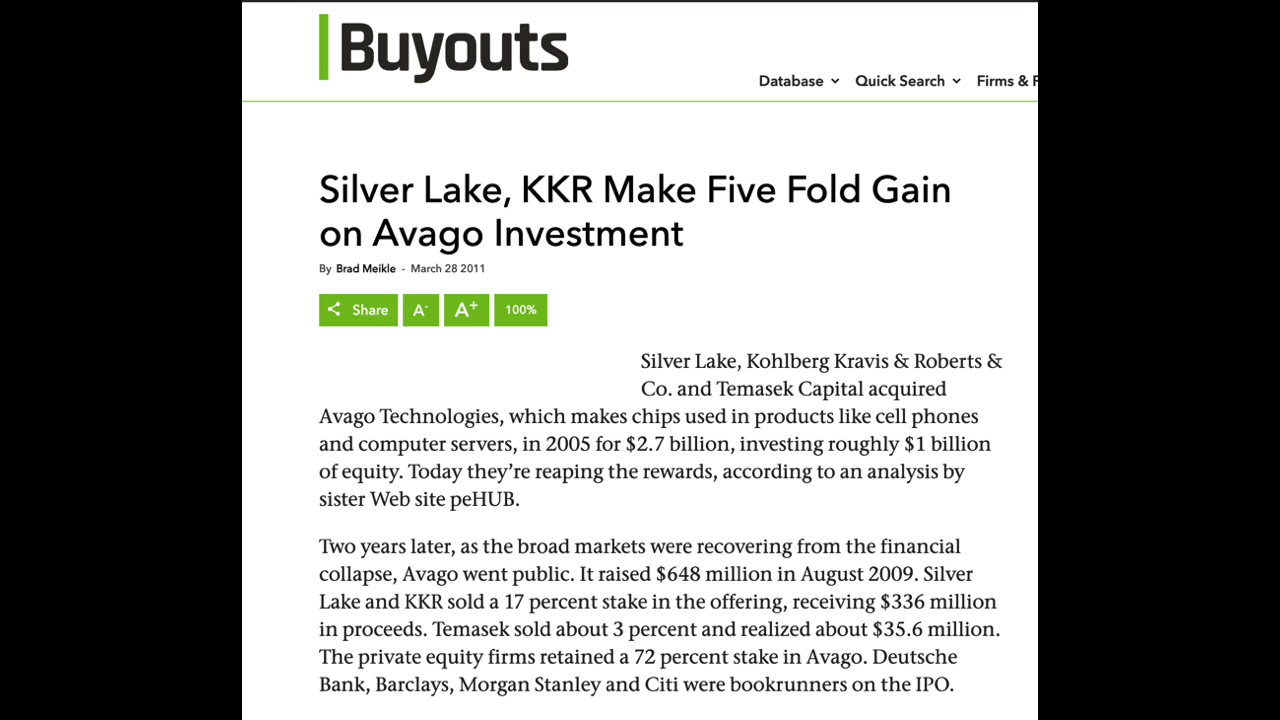 Buyouts
Database Quick Search Firms & F
Silver Lake, KKR Make Five Fold Gain
on Avago Investment
By Brad Meikle - March 28 2011
Share A- A+ 100%
Silver Lake, Kohlberg Kravis & Roberts &
Co. and Temasek Capital acquired
Avago Technologies, which makes chips used in products like cell phones
and computer servers, in 2005 for $2.7 billion, investing roughly $1 billion
of equity. Today they’re reaping the rewards, according to an analysis by
sister Web site peHUB.
Two years later, as the broad markets were recovering from the financial
collapse, Avago went public. It raised $648 million in August 2009. Silver
Lake and KKR sold a 17 percent stake in the offering, receiving $336 million
in proceeds. Temasek sold about 3 percent and realized about $35.6 million.
The private equity firms retained a 72 percent stake in Avago. Deutsche
Bank, Barclays, Morgan Stanley and Citi were bookrunners on the IPO.